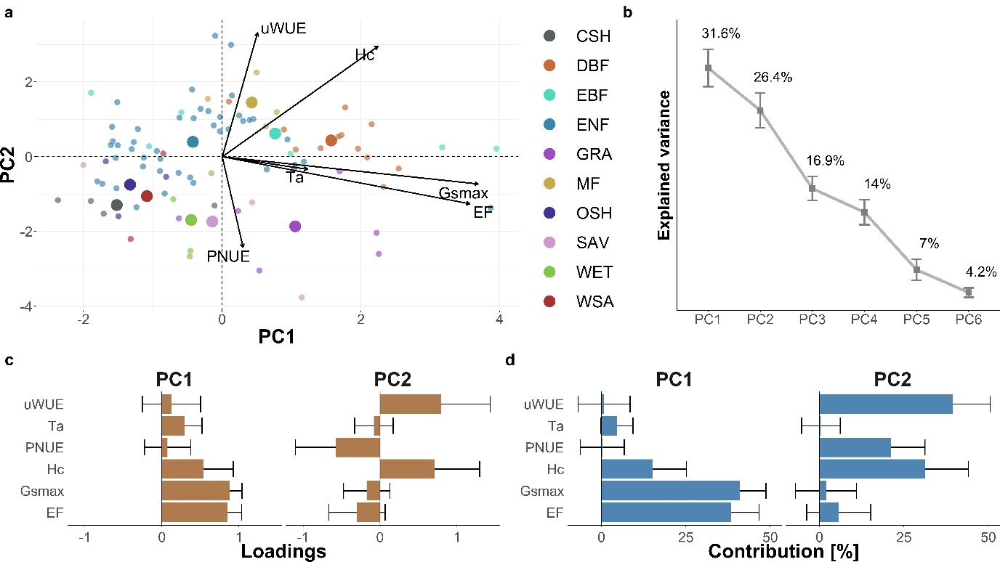 a
PC2
2
0
-2
-4
-2
0
2
4
PC1
uWUE
Hc
Ta
Gsmax
EF
PNUE
CSH
DBF
EBF
ENF
GRA
MF
OSH
SAV
WET
WSA
b
Explained variance
31.6%
26.4%
16.9%
14%
7%
4.2%
PC1 PC2 PC3 PC4 PC5 PC6
c
PC1 PC2
uWUE
Ta
PNUE
Hc
Gsmax
EF
-1 0 1 -1 0 1
Loadings
d
PC1 PC2
uWUE
Ta
PNUE
Hc
Gsmax
EF
0 25 50 0 25 50
Contribution [%]